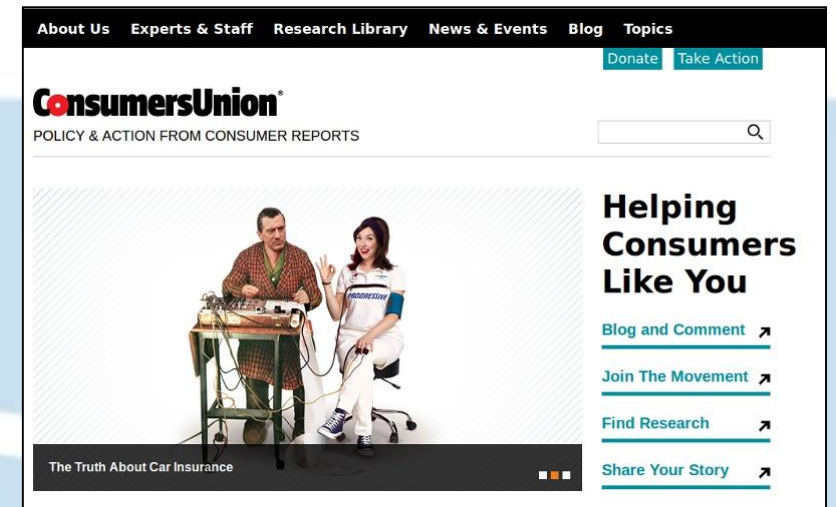 About Us Experts & Staff Research Library News & Events Blog Topics
Donate Take Action
ConsumersUnion®
POLICY & ACTION FROM CONSUMER REPORTS
PROGRESSIVE
The Truth About Car Insurance
Helping
Consumers
Like You
Blog and Comment
Join The Movement
Find Research
Share Your Story